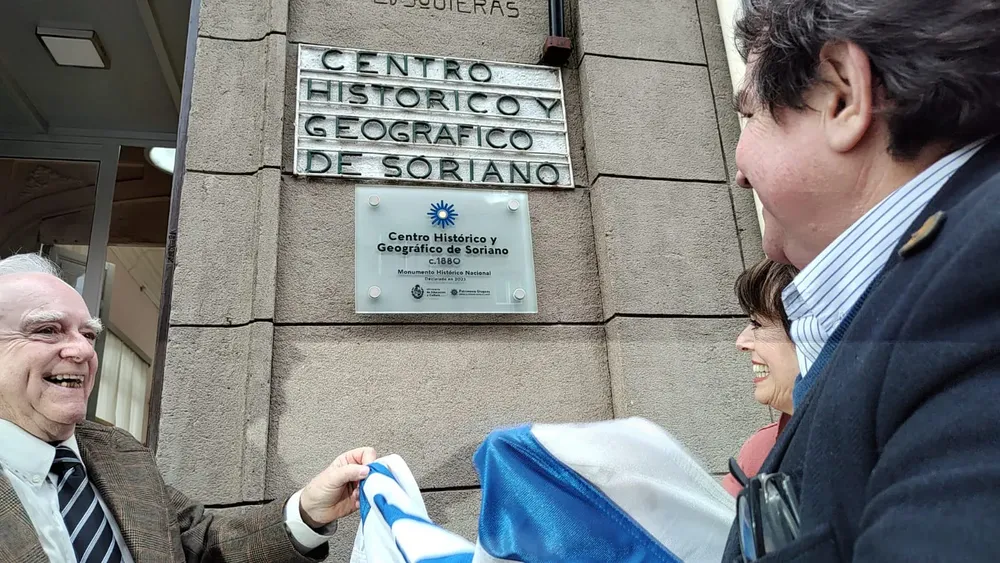 CENTRO
HISTORICO Y
GEOGRAFICO
DE SORIANO
Centro Histórico y
Geográfico de Soriano
c.1880
Monumento Histórico Nacional